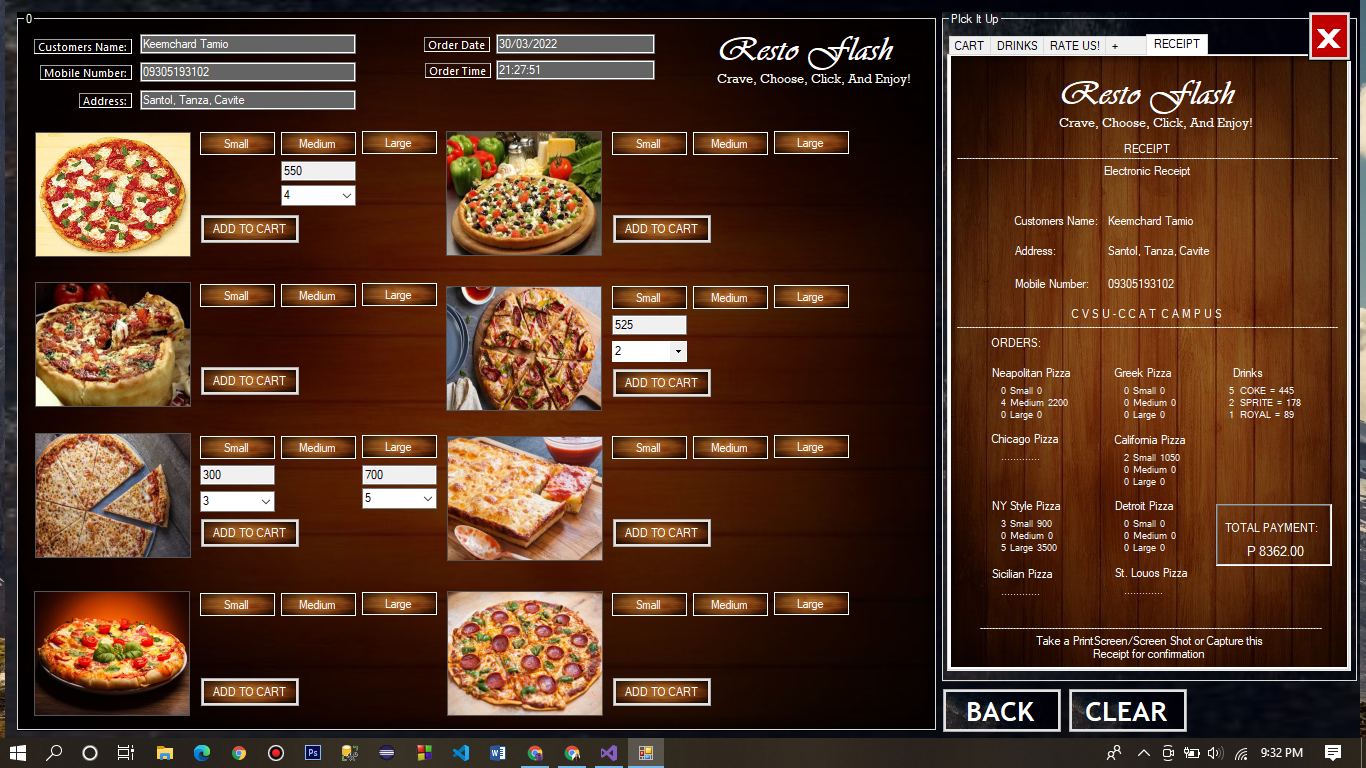 0
Customers Name: Keemchard Tamio
Mobile Number: 09305193102
Address: Santol, Tanza, Cavite
Order Date 30/03/2022
Order Time 21:27:51
Resto Flash
Crave, Choose, Click, And Enjoy!
Small Medium Large
550
4
ADD TO CART
Small Medium Large
ADD TO CART
Small Medium Large
ADD TO CART
Small Medium Large
525
2
ADD TO CART
Small Medium Large
300 700
3 5
ADD TO CART
Small Medium Large
ADD TO CART
Small Medium Large
ADD TO CART
Small Medium Large
ADD TO CART
PIck It Up
X
CART DRINKS RATE US! + RECEIPT
Resto Flash
Crave, Choose, Click, And Enjoy!
RECEIPT
Electronic Receipt
Customers Name: Keemchard Tamio
Address: Santol, Tanza, Cavite
Mobile Number: 09305193102
C V S U - C C A T C A M P U S
ORDERS:
Neapolitan Pizza
0 Small 0
4 Medium 2200
0 Large 0
Greek Pizza
0 Small 0
0 Medium 0
0 Large 0
Drinks
5 COKE = 445
2 SPRITE = 178
1 ROYAL = 89
Chicago Pizza
.............
California Pizza
2 Small 1050
0 Medium 0
0 Large 0
NY Style Pizza
3 Small 900
0 Medium 0
5 Large 3500
Detroit Pizza
0 Small 0
0 Medium 0
0 Large 0
TOTAL PAYMENT:
P 8362.00
Sicilian Pizza
.............
St. Louos Pizza
.............
Take a PrintScreen/Screen Shot or Capture this
Receipt for confirmation
BACK CLEAR
Ps
9:32 PM